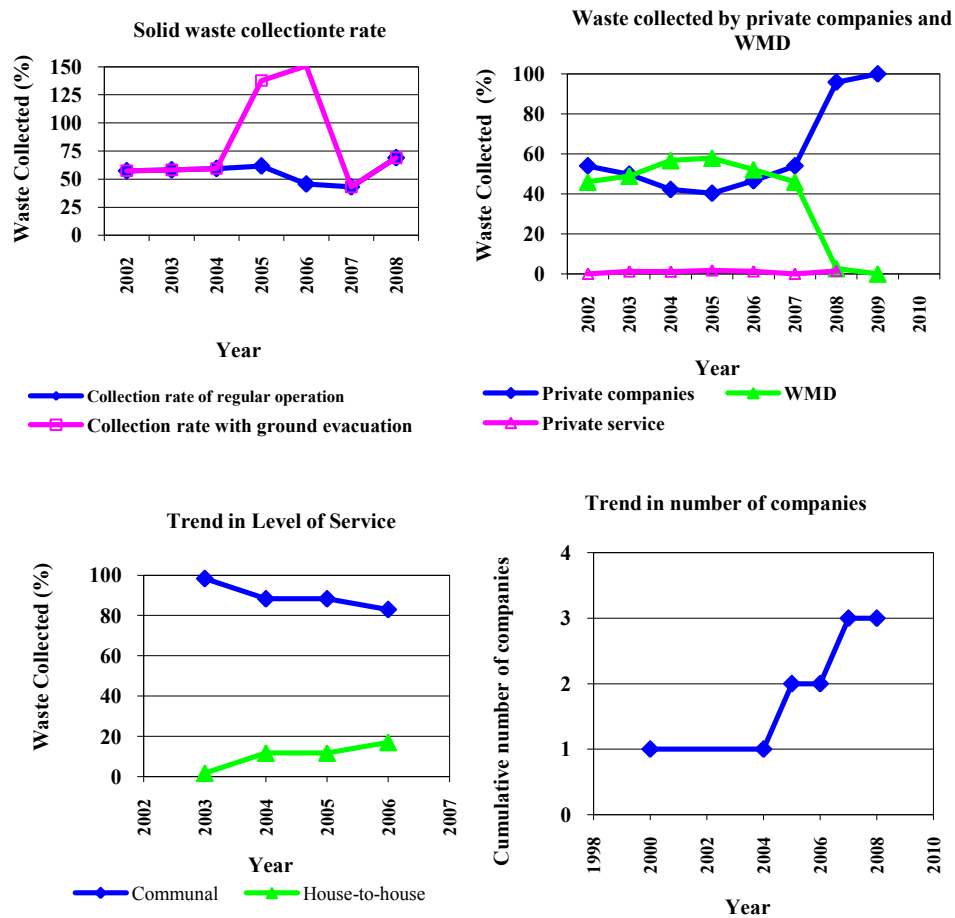 Solid waste collectionte rate
Waste Collected (%)
150
125
100
75
50
25
0
2002
2003
2004
2005
2006
2007
2008
Year
Collection rate of regular operation
Collection rate with ground evacuation
Waste collected by private companies and
WMD
Waste Collected (%)
100
80
60
40
20
0
2002
2003
2004
2005
2006
2007
2008
2009
2010
Year
Private companies
WMD
Private service
Trend in Level of Service
Waste Collected (%)
100
80
60
40
20
0
2002
2003
2004
2005
2006
2007
Year
Communal
House-to-house
Trend in number of companies
Cumulative number of companies
4
3
2
1
0
1998
2000
2002
2004
2006
2008
2010
Year